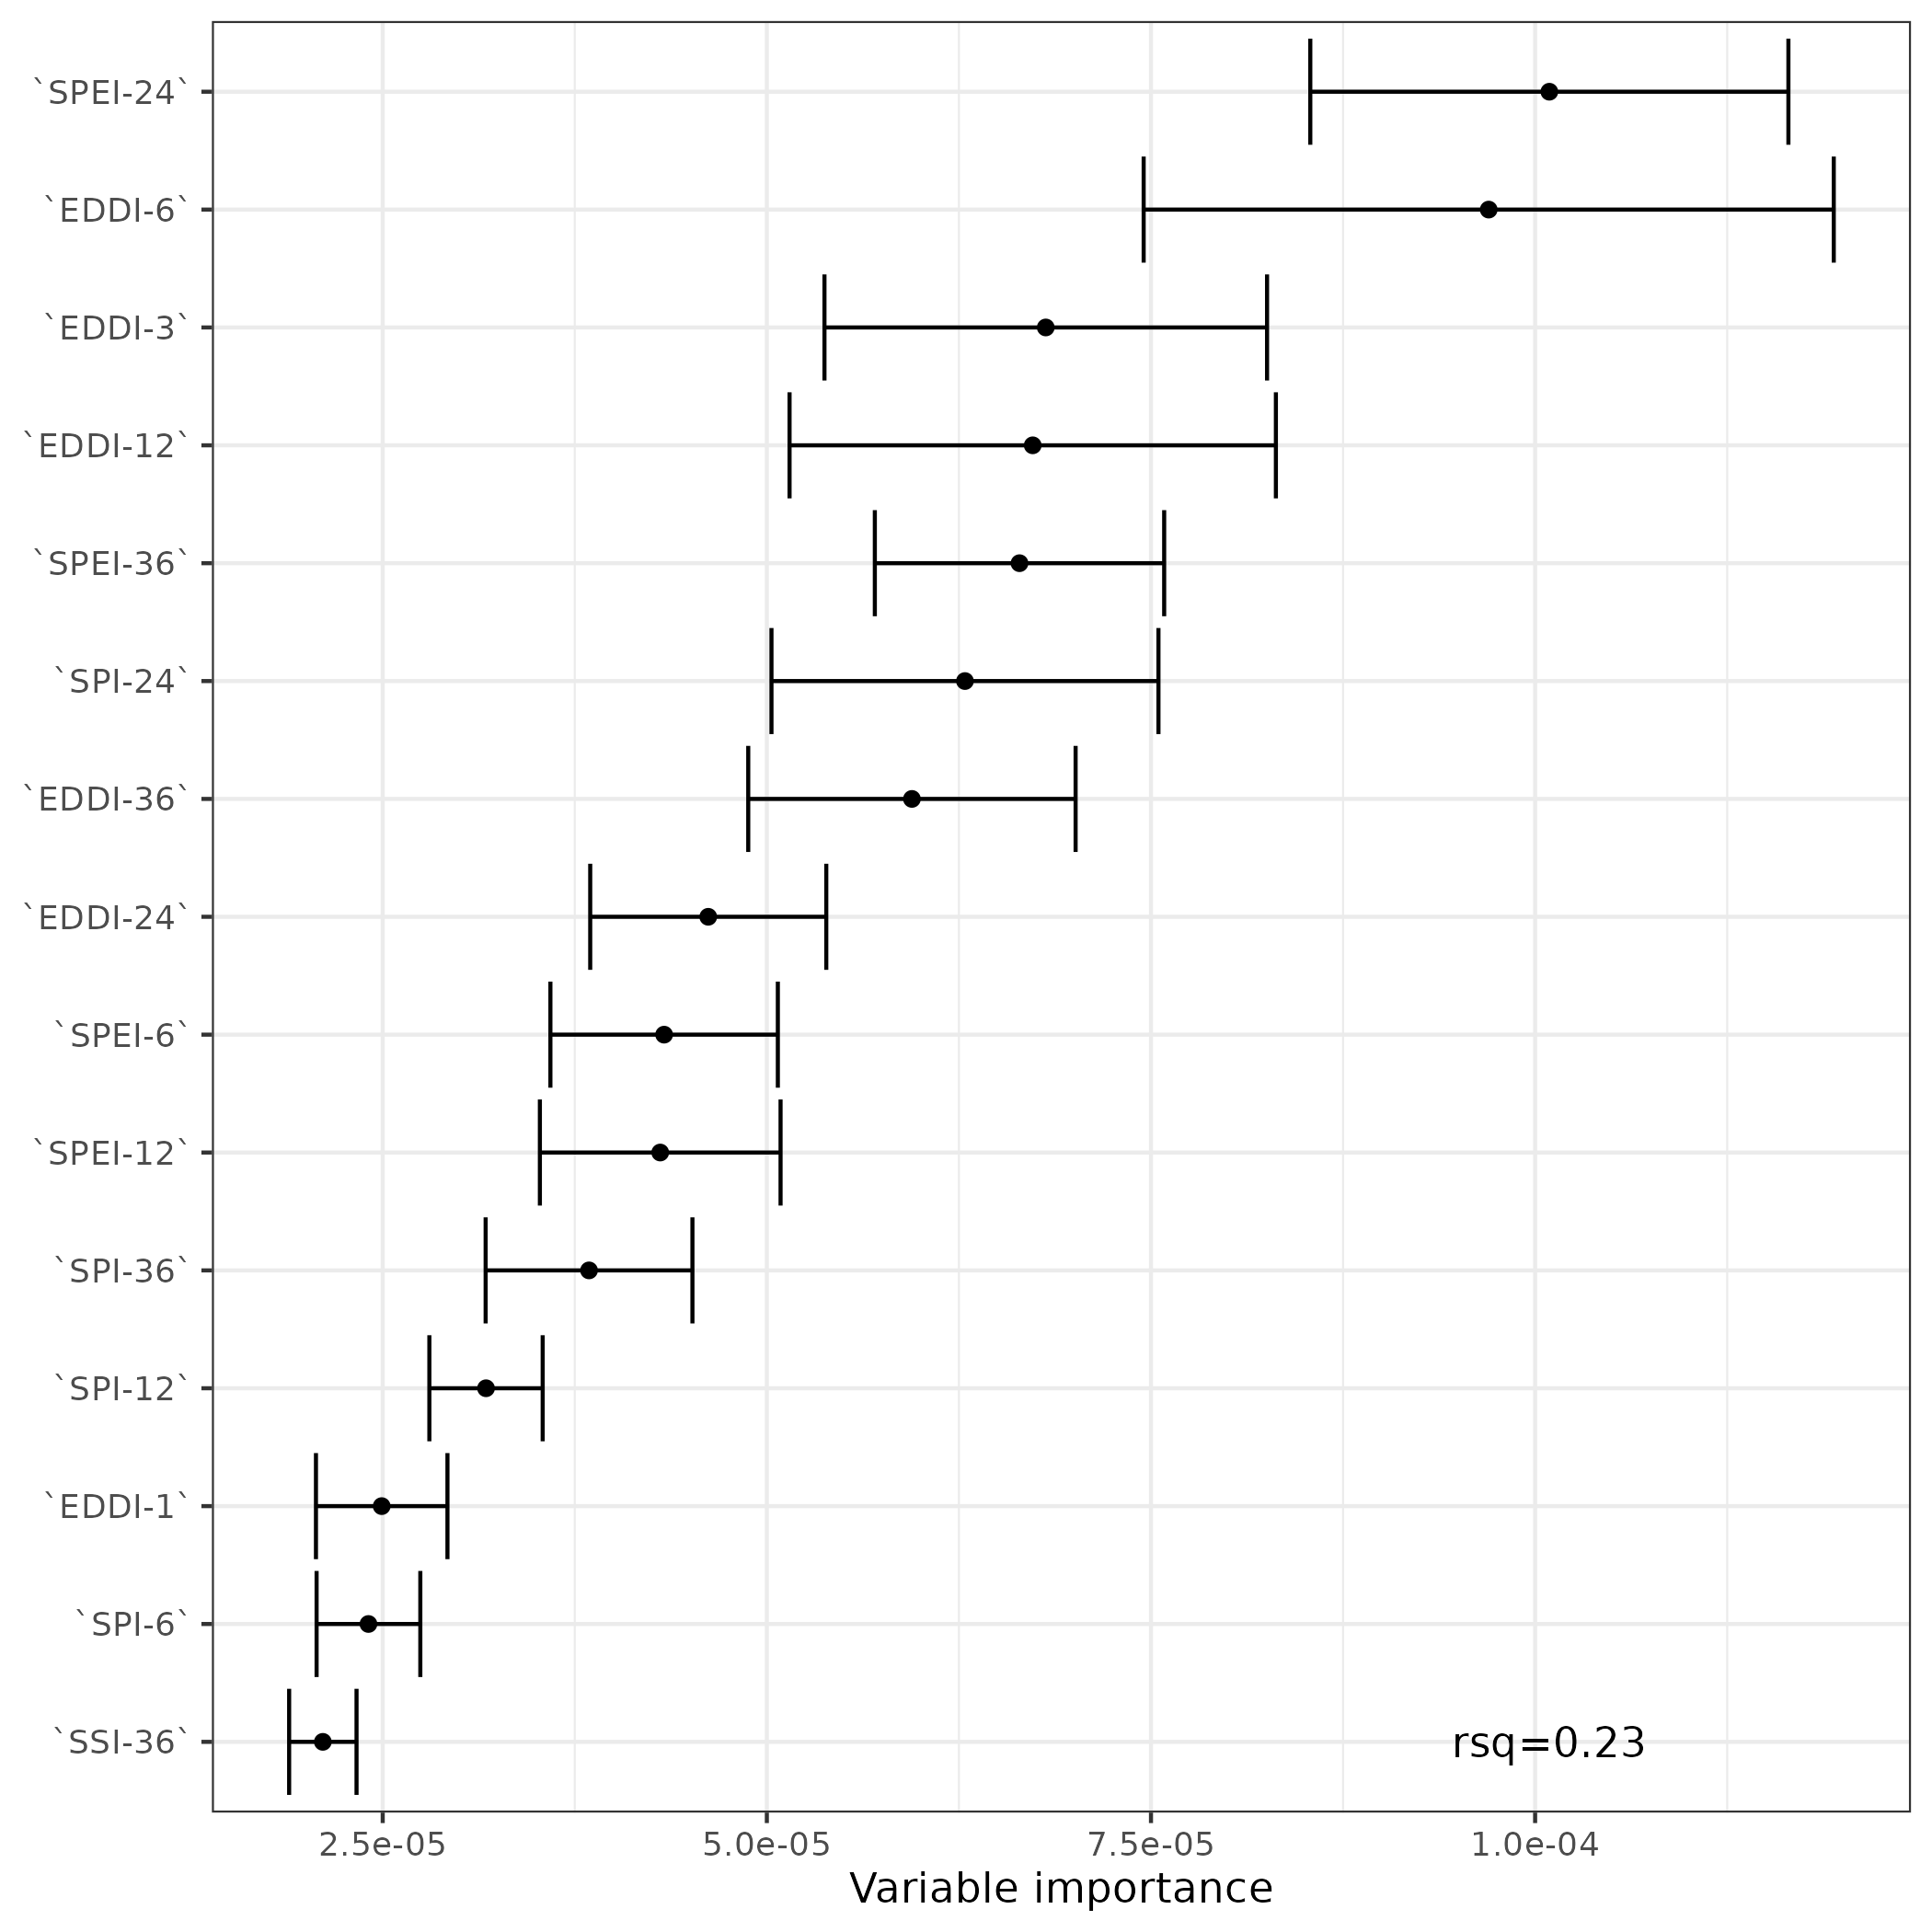 `SPEI-24`
`EDDI-6`
`EDDI-3`
`EDDI-12`
`SPEI-36`
`SPI-24`
`EDDI-36`
`EDDI-24`
`SPEI-6`
`SPEI-12`
`SPI-36`
`SPI-12`
`EDDI-1`
`SPI-6`
`SSI-36`
rsq=0.23
2.5e-05 5.0e-05 7.5e-05 1.0e-04
Variable importance